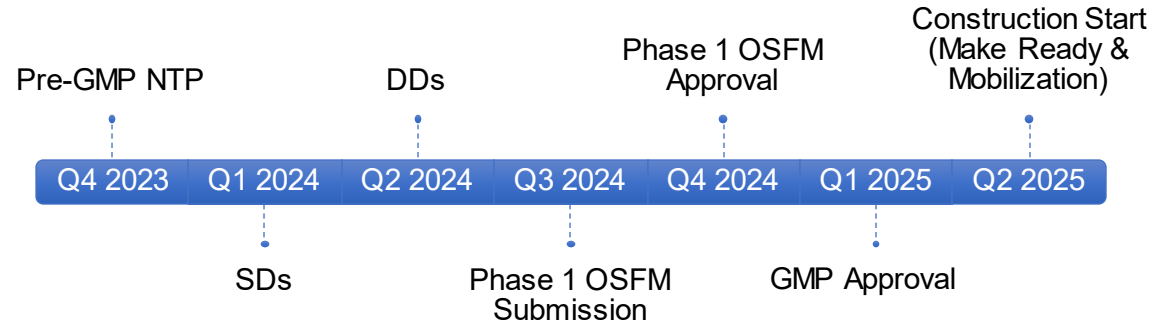 Construction Start
(Make Ready &
Mobilization)
Phase 1 OSFM
Approval
Pre-GMP NTP
DDs
Q4 2023
Q1 2024
Q2 2024
Q3 2024
Q4 2024
Q1 2025
Q2 2025
SDs
Phase 1 OSFM
Submission
GMP Approval